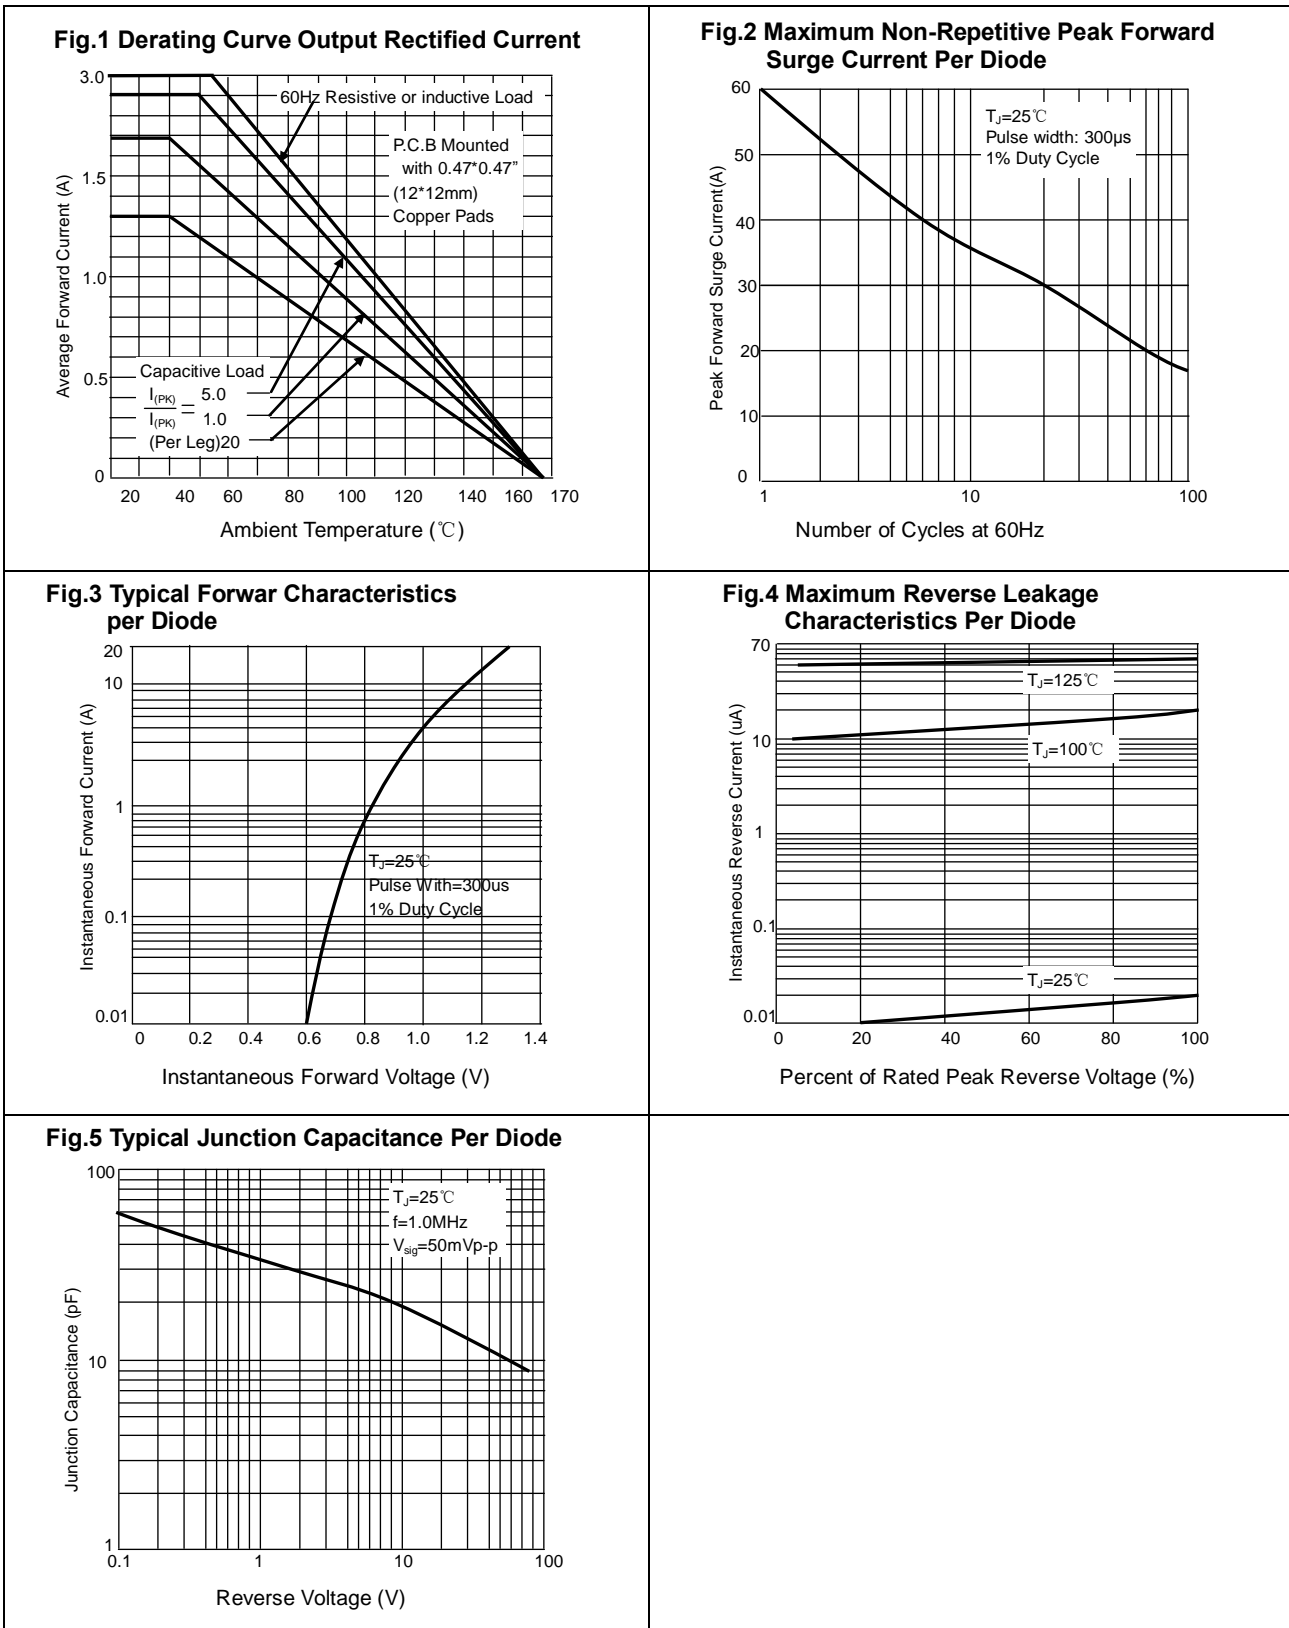 Fig.1 Derating Curve Output Rectified Current
3.0
1.5
1.0
0.5
0
Average Forward Current (A)
60Hz Resistive or inductive Load
P.C.B Mounted
with 0.47*0.47”
(12*12mm)
Copper Pads
Capacitive Load
I(PK) 5.0
=
I(PK) 1.0
(Per Leg)20
20 40 60 80 100 120 140 160 170
Ambient Temperature (℃)
Fig.2 Maximum Non-Repetitive Peak Forward
Surge Current Per Diode
60
50
40
30
20
10
0
Peak Forward Surge Current(A)
TJ=25℃
Pulse width: 300µs
1% Duty Cycle
1 10 100
Number of Cycles at 60Hz
Fig.3 Typical Forwar Characteristics
per Diode
20
10
1
0.1
0.01
Instantaneous Forward Current (A)
TJ=25℃
Pulse With=300us
1% Duty Cycle
0 0.2 0.4 0.6 0.8 1.0 1.2 1.4
Instantaneous Forward Voltage (V)
Fig.4 Maximum Reverse Leakage
Characteristics Per Diode
70
10
1
0.1
0.01
Instantaneous Reverse Current (uA)
TJ=125℃
TJ=100℃
TJ=25℃
0 20 40 60 80 100
Percent of Rated Peak Reverse Voltage (%)
Fig.5 Typical Junction Capacitance Per Diode
100
10
1
Junction Capacitance (pF)
TJ=25℃
f=1.0MHz
Vsig=50mVp-p
0.1 1 10 100
Reverse Voltage (V)